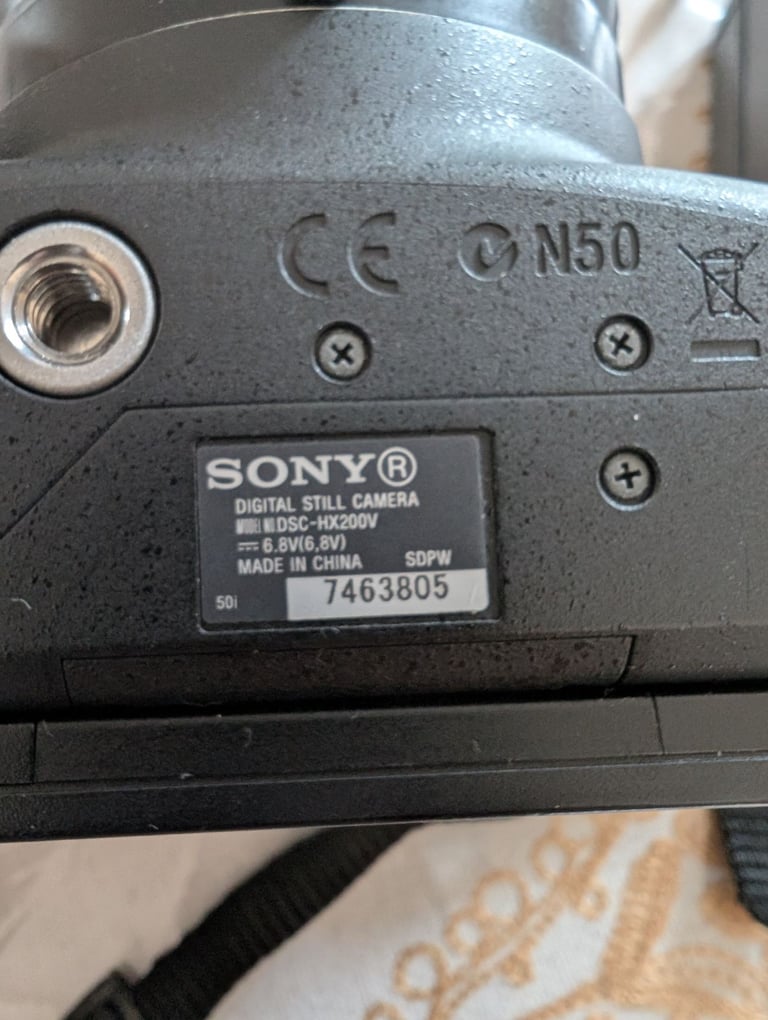 CE N50
SONY®
DIGITAL STILL CAMERA
MODEL NO.DSC-HX200V
⎓ 6.8V(6,8V)
MADE IN CHINA SDPW
50i 7463805